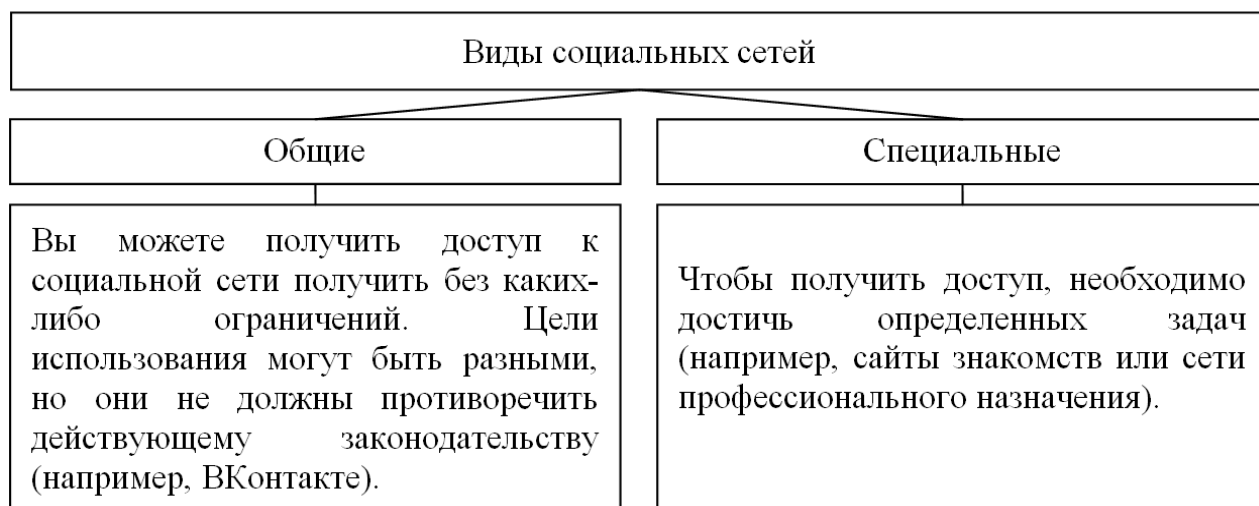 Виды социальных сетей
Общие
Специальные
Вы можете получить доступ к
социальной сети получить без каких-
либо ограничений. Цели
использования могут быть разными,
но они не должны противоречить
действующему законодательству
(например, ВКонтакте).
Чтобы получить доступ, необходимо
достичь определенных задач
(например, сайты знакомств или сети
профессионального назначения).